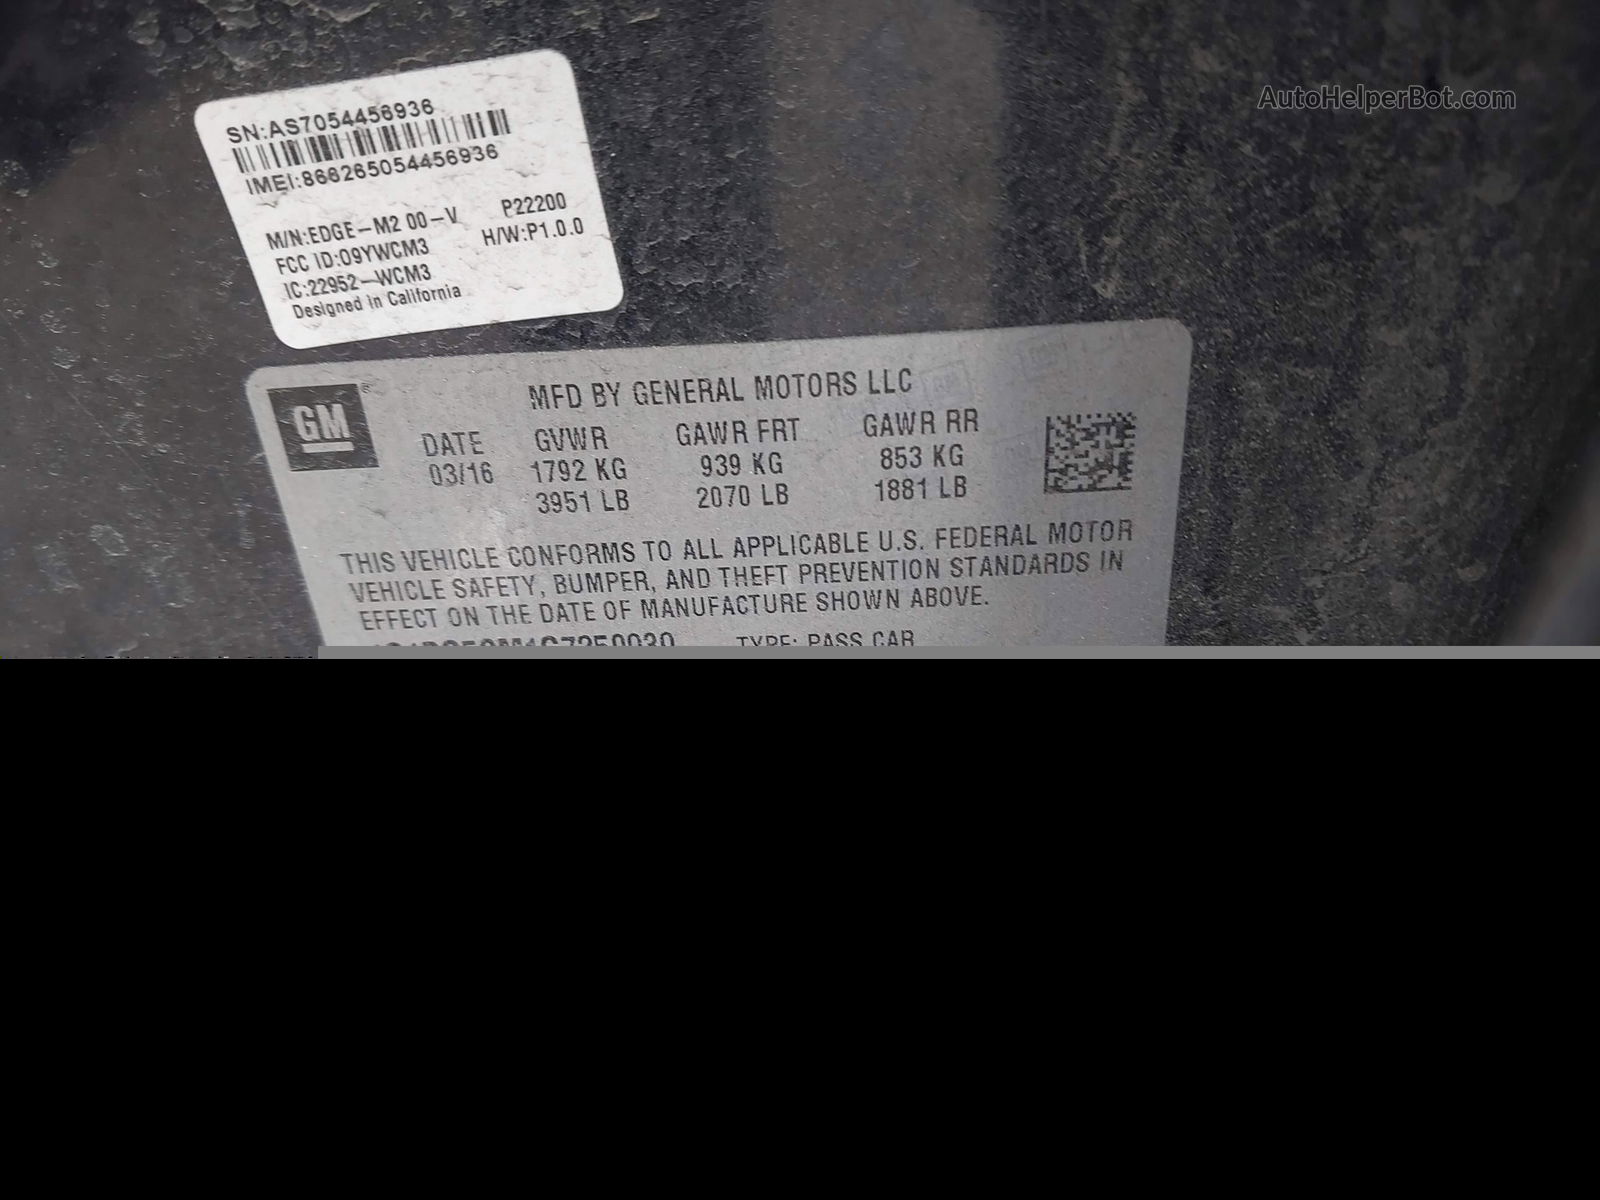 AutoHelperBot.com
SN:AS7054456936
IMEI:866265054456936
M/N:EDGE-M2 00-V P22200
FCC ID:O9YWCM3 H/W:P1.0.0
IC:22952-WCM3
Designed in California
GM
MFD BY GENERAL MOTORS LLC
DATE GVWR GAWR FRT GAWR RR
03/16 1792 KG 939 KG 853 KG
3951 LB 2070 LB 1881 LB
THIS VEHICLE CONFORMS TO ALL APPLICABLE U.S. FEDERAL MOTOR
VEHICLE SAFETY, BUMPER, AND THEFT PREVENTION STANDARDS IN
EFFECT ON THE DATE OF MANUFACTURE SHOWN ABOVE.
TYPE: PASS CAR